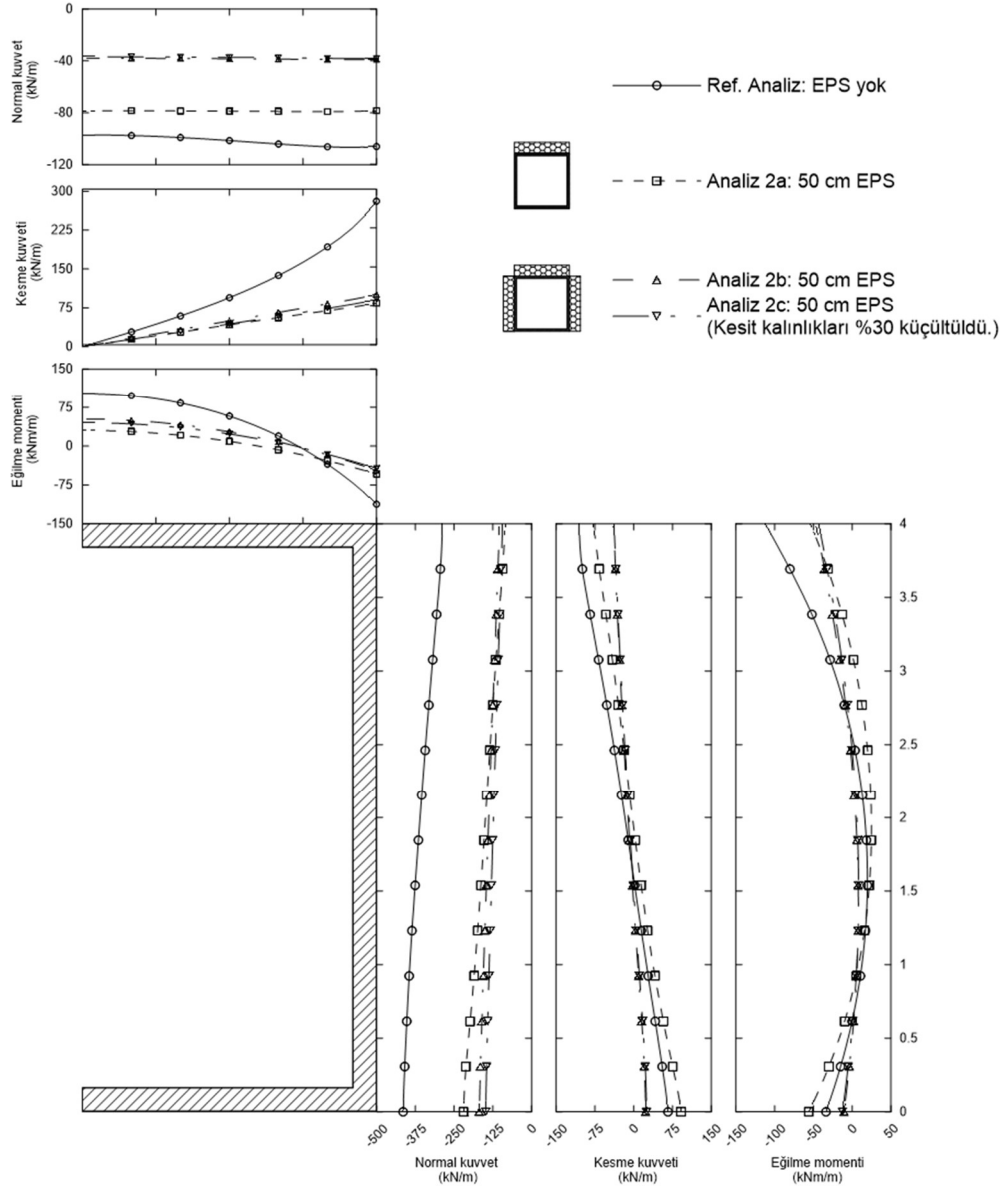 0
-40
-80
-120
Normal kuvvet
(kN/m)
300
225
150
75
0
Kesme kuvveti
(kN/m)
150
75
0
-75
-150
Eğilme momenti
(kNm/m)
Ref. Analiz: EPS yok
Analiz 2a: 50 cm EPS
Analiz 2b: 50 cm EPS
Analiz 2c: 50 cm EPS
(Kesit kalınlıkları %30 küçültüldü.)
4
3.5
3
2.5
2
1.5
1
0.5
0
-500
-375
-250
-125
0
Normal kuvvet
(kN/m)
-150
-75
0
75
150
Kesme kuvveti
(kN/m)
-150
-100
-50
0
50
Eğilme momenti
(kNm/m)